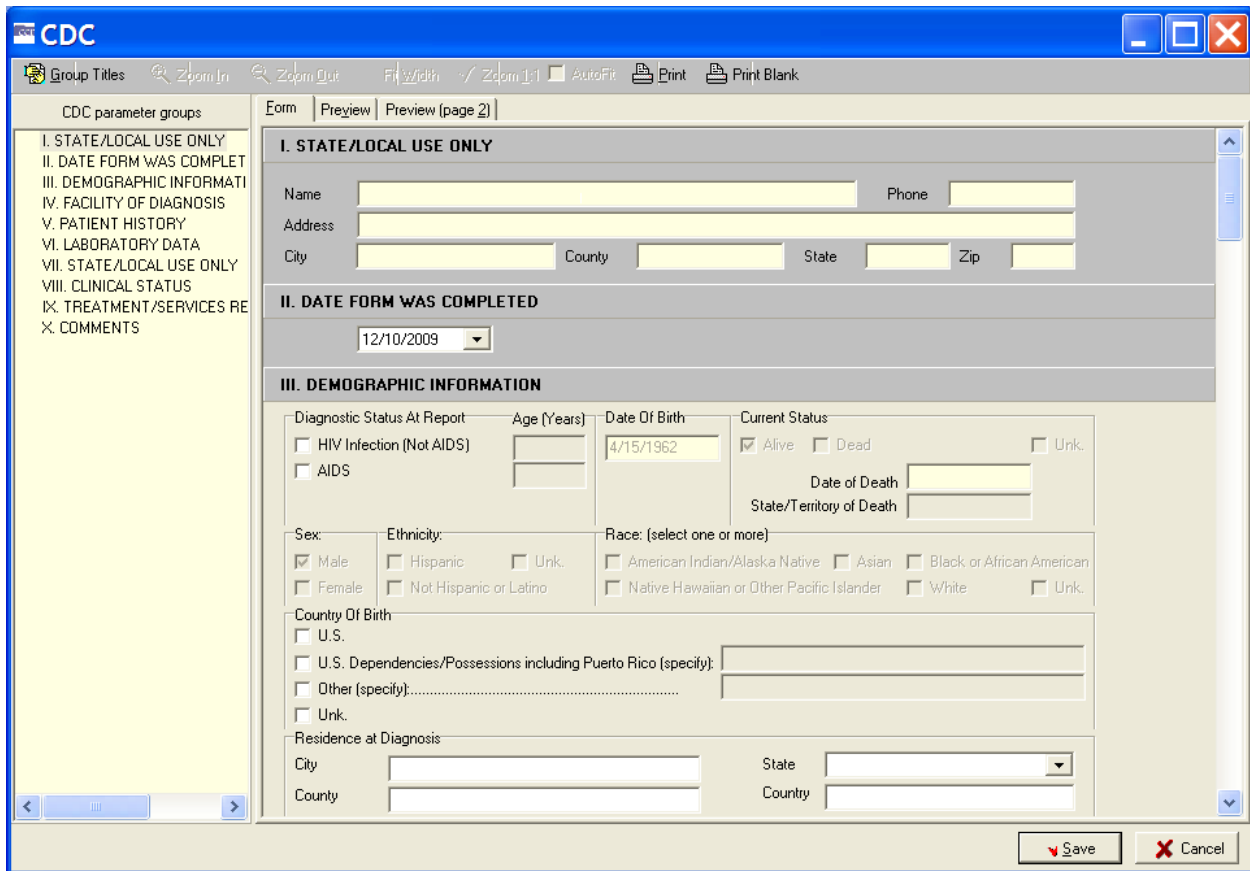 CDC
Group Titles Zoom In Zoom Out Fit Width Zoom 1:1 AutoFit Print Print Blank
CDC parameter groups
I. STATE/LOCAL USE ONLY
II. DATE FORM WAS COMPLET
III. DEMOGRAPHIC INFORMATI
IV. FACILITY OF DIAGNOSIS
V. PATIENT HISTORY
VI. LABORATORY DATA
VII. STATE/LOCAL USE ONLY
VIII. CLINICAL STATUS
IX. TREATMENT/SERVICES RE
X. COMMENTS
Form Preview Preview (page 2)
I. STATE/LOCAL USE ONLY
Name Phone
Address
City County State Zip
II. DATE FORM WAS COMPLETED
12/10/2009
III. DEMOGRAPHIC INFORMATION
Diagnostic Status At Report Age (Years) Date Of Birth Current Status
HIV Infection (Not AIDS) 4/15/1962 Alive Dead Unk.
AIDS
Date of Death
State/Territory of Death
Sex: Ethnicity: Race: (select one or more)
Male Hispanic Unk. American Indian/Alaska Native Asian Black or African American
Female Not Hispanic or Latino Native Hawaiian or Other Pacific Islander White Unk.
Country Of Birth
U.S.
U.S. Dependencies/Possessions including Puerto Rico (specify):
Other (specify):..................................................................
Unk.
Residence at Diagnosis
City State
County Country
Save Cancel